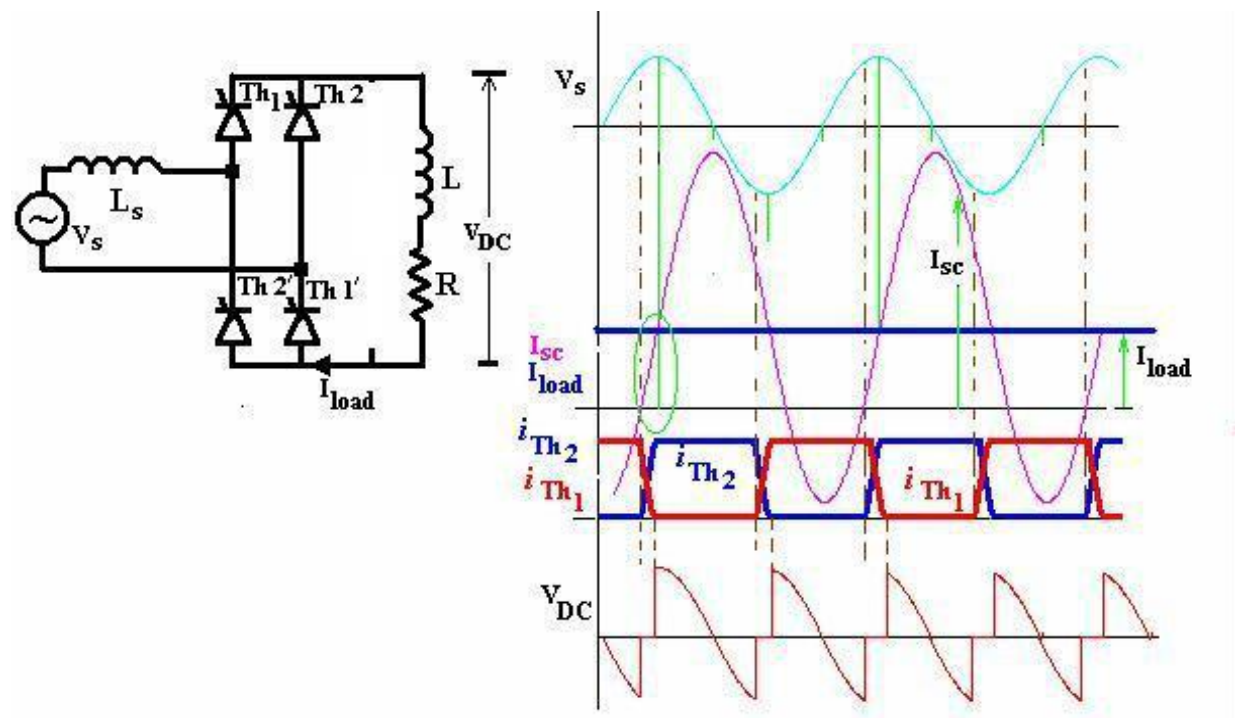 Th1
Th 2
L
Ls
Vs
VDC
R
Th 2'
Th 1'
Iload
Vs
Isc
Isc
Iload
Iload
iTh2
iTh2
iTh1
iTh1
VDC